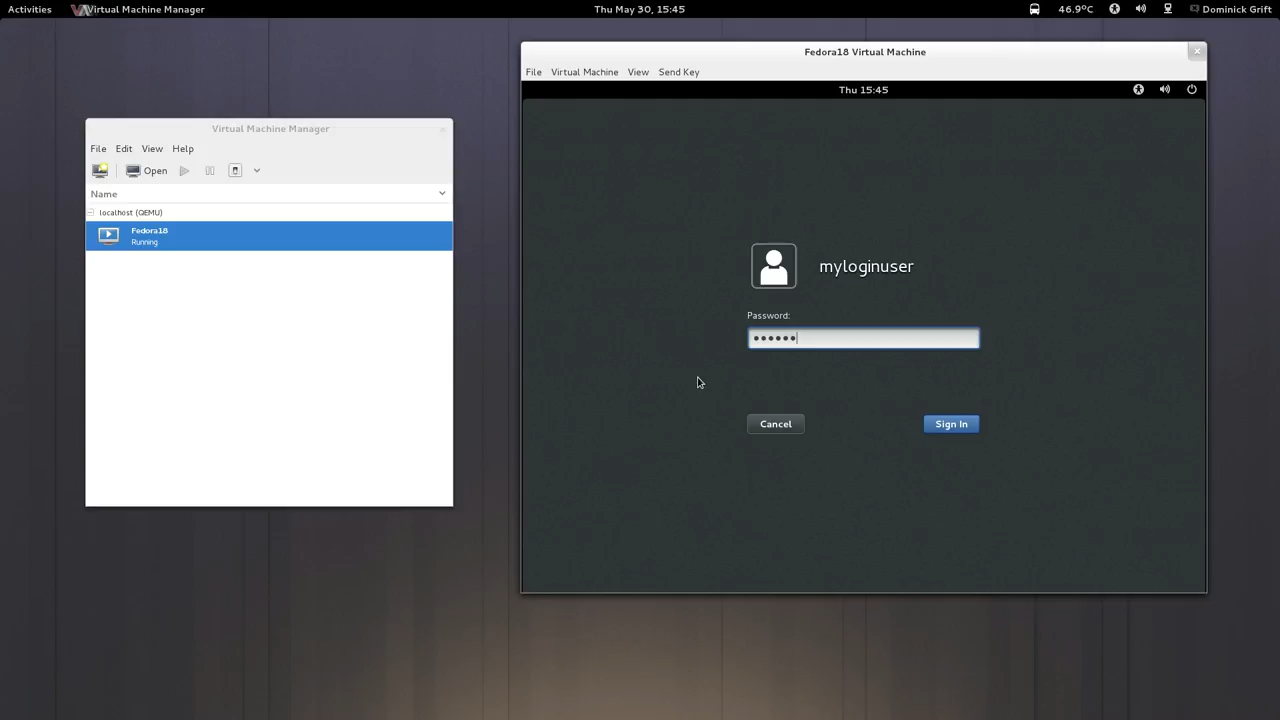 Activities Virtual Machine Manager Thu May 30, 15:45 46.9ºC Dominick Grift
Fedora18 Virtual Machine
File Virtual Machine View Send Key
Thu 15:45
Virtual Machine Manager
File Edit View Help
Open
Name
localhost (QEMU)
Fedora18
Running
myloginuser
Password:
••••••
Cancel Sign In